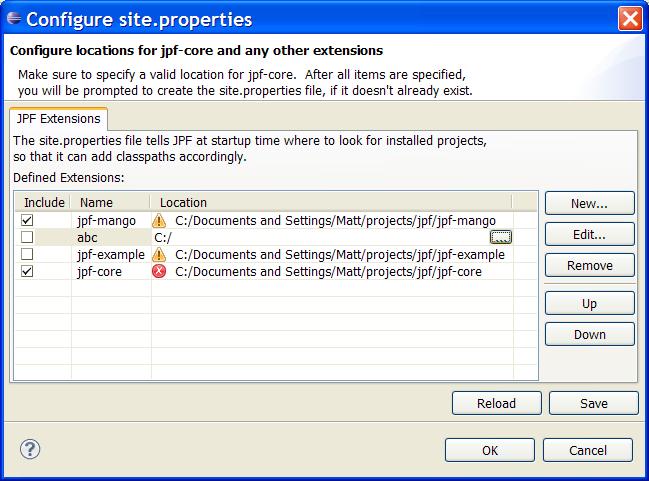 Configure site.properties
Configure locations for jpf-core and any other extensions
Make sure to specify a valid location for jpf-core. After all items are specified,
you will be prompted to create the site.properties file, if it doesn't already exist.
JPF Extensions
The site.properties file tells JPF at startup time where to look for installed projects,
so that it can add classpaths accordingly.
Defined Extensions:
Include Name Location
jpf-mango C:/Documents and Settings/Matt/projects/jpf/jpf-mango
abc C:/ ...
jpf-example C:/Documents and Settings/Matt/projects/jpf/jpf-example
jpf-core C:/Documents and Settings/Matt/projects/jpf/jpf-core
New...
Edit...
Remove
Up
Down
Reload Save
? OK Cancel